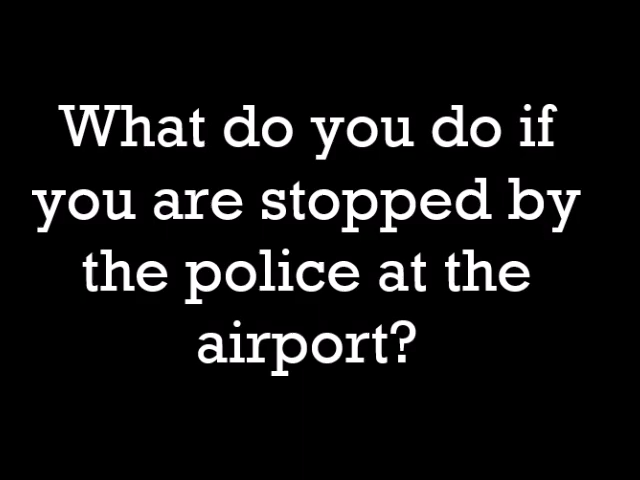 What do you do if
you are stopped by
the police at the
airport?